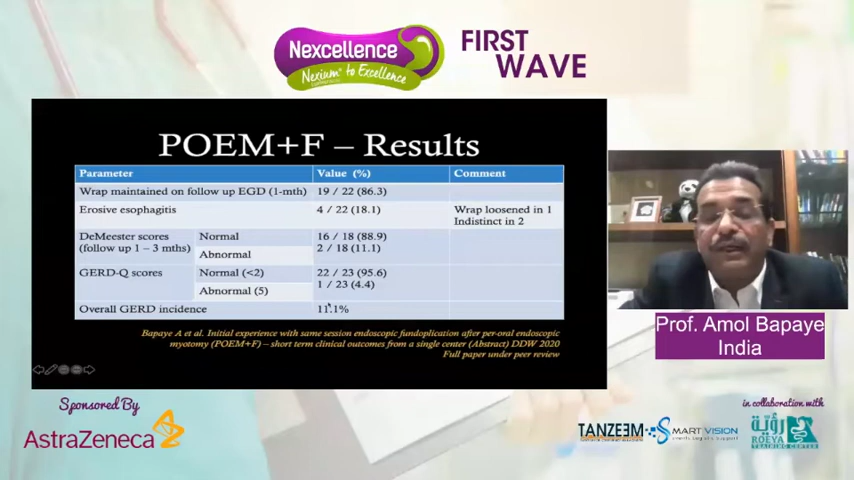 Nexcellence
Nexium to Excellence
FIRST
WAVE
POEM+F – Results
Parameter Value (%) Comment
Wrap maintained on follow up EGD (1-mth) 19 / 22 (86.3)
Erosive esophagitis 4 / 22 (18.1) Wrap loosened in 1
Indistinct in 2
DeMeester scores Normal 16 / 18 (88.9)
(follow up 1 – 3 mths) Abnormal 2 / 18 (11.1)
GERD-Q scores Normal (<2) 22 / 23 (95.6)
Abnormal (5) 1 / 23 (4.4)
Overall GERD incidence 11.1%
Bapaye A et al. Initial experience with same session endoscopic fundoplication after per-oral endoscopic
myotomy (POEM+F) – short term clinical outcomes from a single center (Abstract) DDW 2020
Full paper under peer review
Prof. Amol Bapaye
India
Sponsored By
AstraZeneca
in collaboration with
TANZEEM
SMART VISION
رؤية
ROEYA
TRAINING CENTER